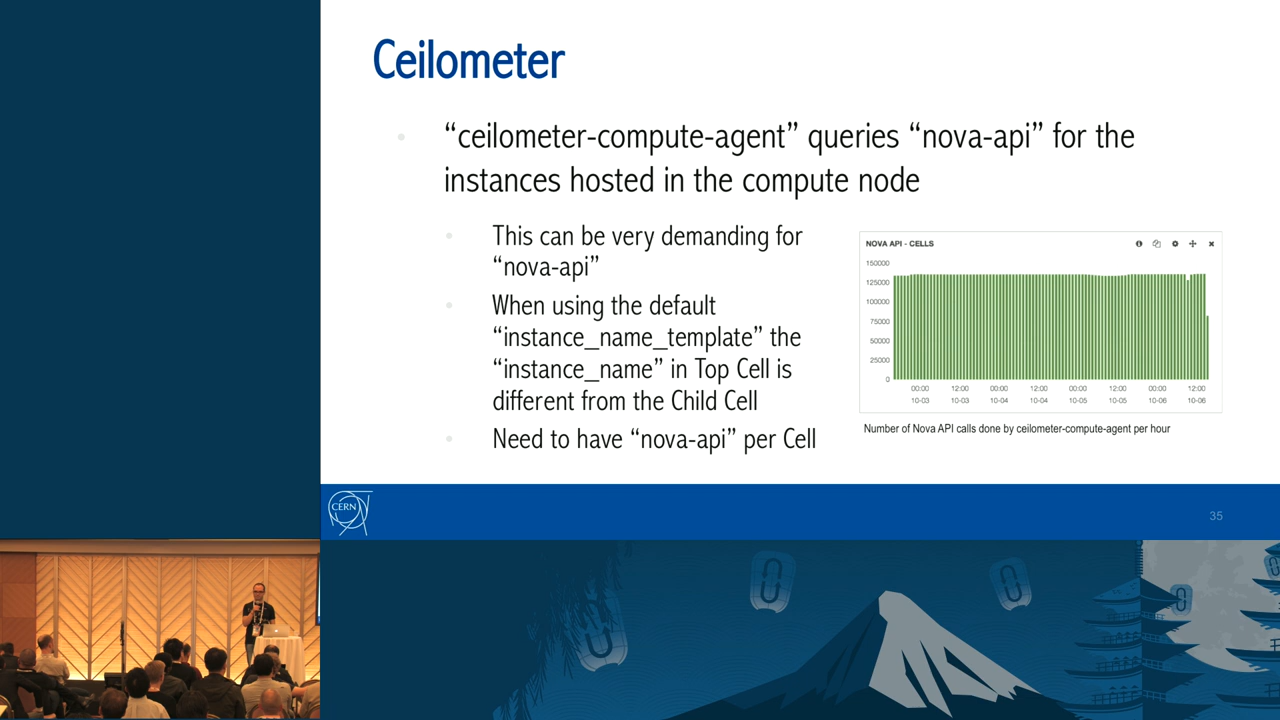 Ceilometer
“ceilometer-compute-agent” queries “nova-api” for the
instances hosted in the compute node
This can be very demanding for
“nova-api”
When using the default
“instance_name_template” the
“instance_name” in Top Cell is
different from the Child Cell
Need to have “nova-api” per Cell
NOVA API - CELLS
150000
125000
100000
75000
50000
25000
0
00:00 12:00 00:00 12:00 00:00 12:00 00:00 12:00
10-03 10-03 10-04 10-04 10-05 10-05 10-06 10-06
Number of Nova API calls done by ceilometer-compute-agent per hour
CERN
35